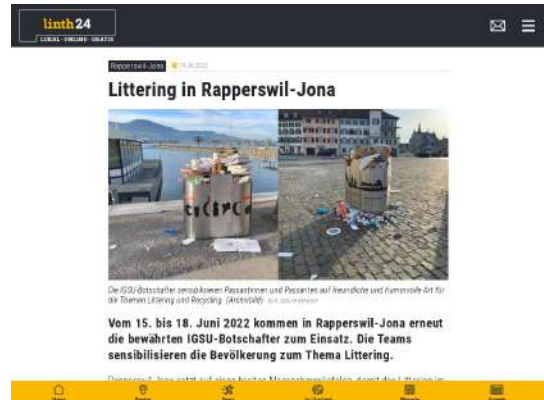 linth24
LOKAL · ONLINE · GRATIS
Rapperswil-Jona
Littering in Rapperswil-Jona
Die IGSU-Botschafter sensibilisieren Passantinnen und Passanten auf freundliche und humorvolle Art für
die Themen Littering und Recycling. (Archivbild)
Vom 15. bis 18. Juni 2022 kommen in Rapperswil-Jona erneut
die bewährten IGSU-Botschafter zum Einsatz. Die Teams
sensibilisieren die Bevölkerung zum Thema Littering.